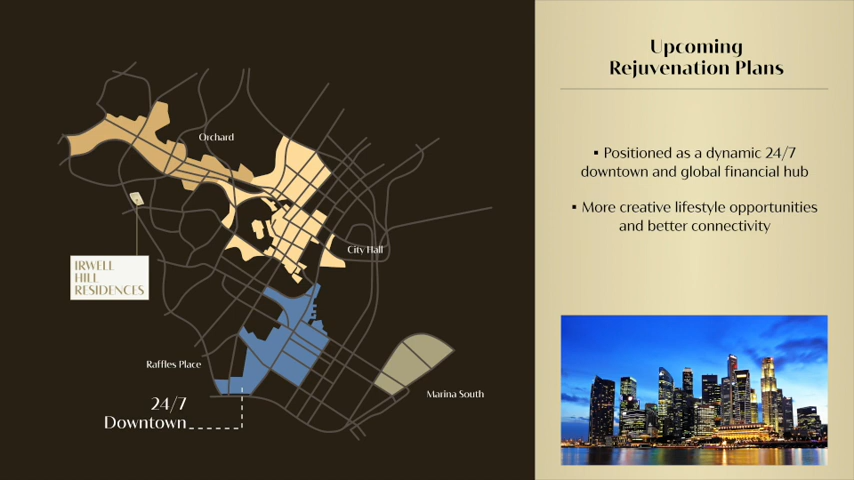 Upcoming
Rejuvenation Plans
▪ Positioned as a dynamic 24/7
downtown and global financial hub
▪ More creative lifestyle opportunities
and better connectivity
Orchard
City Hall
IRWELL
HILL
RESIDENCES
Raffles Place
Marina South
24/7
Downtown